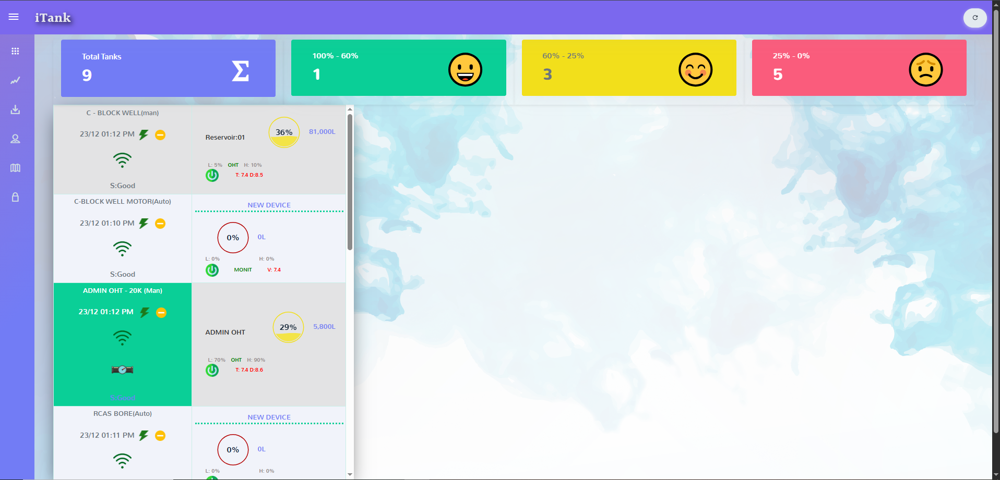 iTank
Total Tanks
9
Σ
100% - 60%
1
60% - 25%
3
25% - 0%
5
C - BLOCK WELL(man)
23/12 01:12 PM
S:Good
Reservoir:01
36%
81,000L
L: 5% OHT H: 10%
T: 7.4 D:8.5
C-BLOCK WELL MOTOR(Auto)
23/12 01:10 PM
S:Good
NEW DEVICE
0%
0L
L: 0% H: 0%
MONIT V: 7.4
ADMIN OHT - 20K (Man)
23/12 01:12 PM
S:Good
ADMIN OHT
29%
5,800L
L: 70% OHT H: 90%
T: 7.4 D:8.6
RCAS BORE(Auto)
23/12 01:11 PM
NEW DEVICE
0%
0L
L: 0% H: 0%